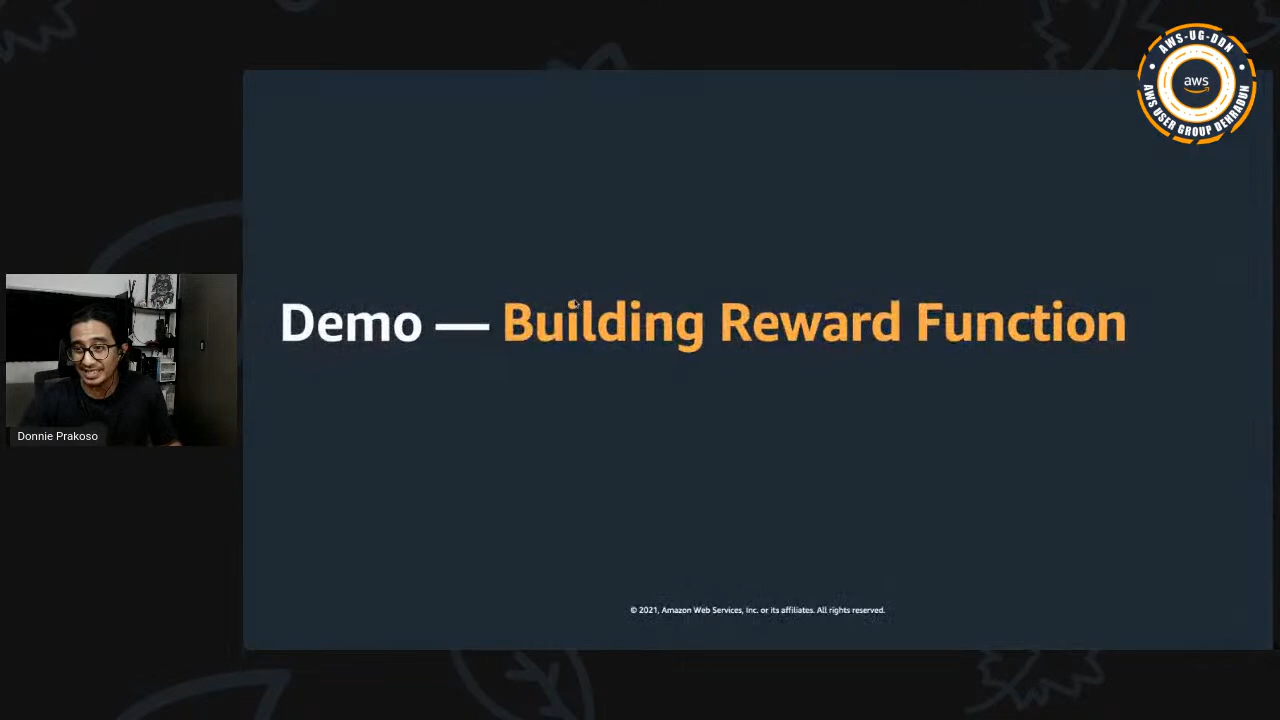 AWS-UG-DDN
aws
AWS USER GROUP DEHRADUN
Demo — Building Reward Function
Donnie Prakoso
© 2021, Amazon Web Services, Inc. or its affiliates. All rights reserved.